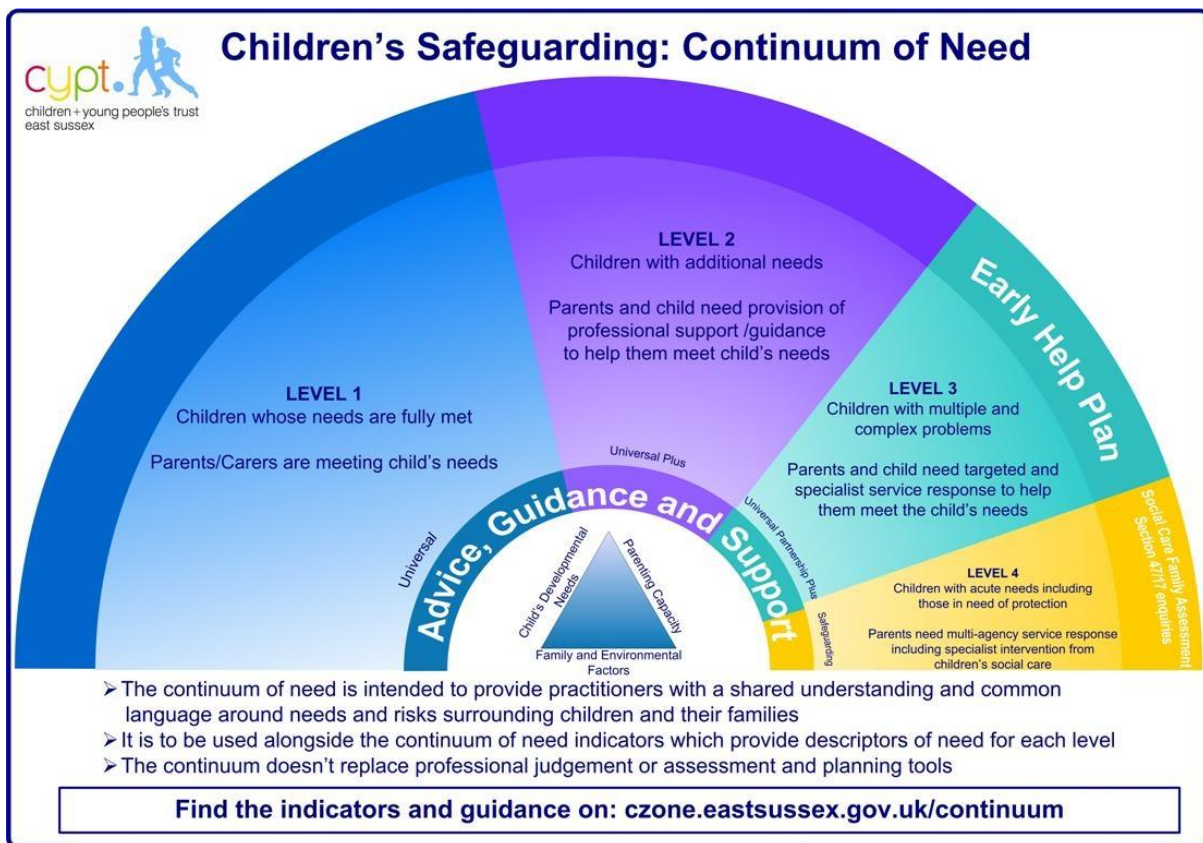 Children's Safeguarding: Continuum of Need
cypt.
children+young people's trust
east sussex
LEVEL 1
Children whose needs are fully met
Parents/Carers are meeting child's needs
LEVEL 2
Children with additional needs
Parents and child need provision of
professional support /guidance
to help them meet child's needs
LEVEL 3
Children with multiple and
complex problems
Parents and child need targeted and
specialist service response to help
them meet the child's needs
LEVEL 4
Children with acute needs including
those in need of protection
Parents need multi-agency service response
including specialist intervention from
children's social care
Early Help Plan
Social Care Family Assessment
Section 47/17 enquiries
Universal
Universal Plus
Universal Partnership Plus
Safeguarding
Advice, Guidance and Support
Child's Developmental
Needs
Parenting Capacity
Family and Environmental
Factors
➢ The continuum of need is intended to provide practitioners with a shared understanding and common
language around needs and risks surrounding children and their families
➢ It is to be used alongside the continuum of need indicators which provide descriptors of need for each level
➢ The continuum doesn't replace professional judgement or assessment and planning tools
Find the indicators and guidance on: czone.eastsussex.gov.uk/continuum